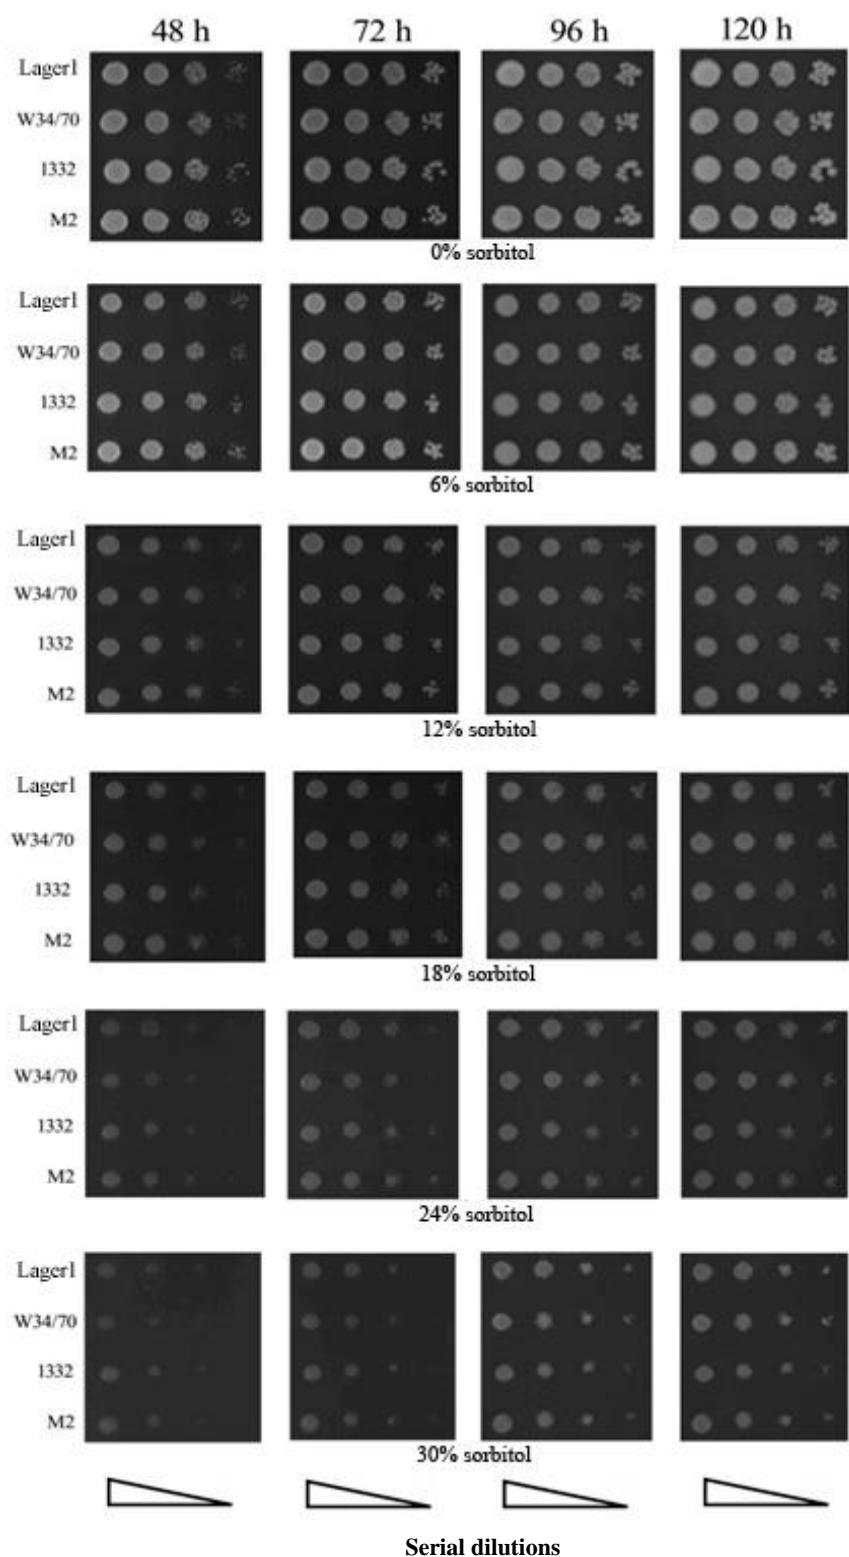 48 h 72 h 96 h 120 h
Lager1
W34/70
1332
M2
0% sorbitol
Lager1
W34/70
1332
M2
6% sorbitol
Lager1
W34/70
1332
M2
12% sorbitol
Lager1
W34/70
1332
M2
18% sorbitol
Lager1
W34/70
1332
M2
24% sorbitol
Lager1
W34/70
1332
M2
30% sorbitol
Serial dilutions